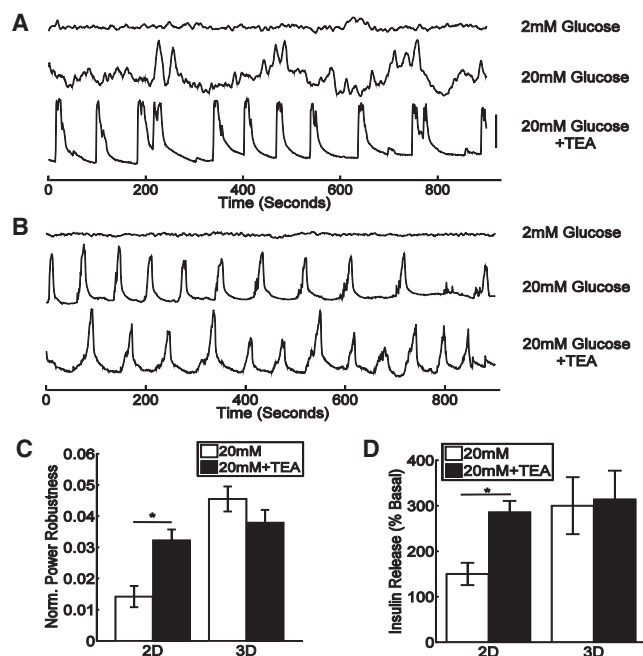 A
2mM Glucose
20mM Glucose
20mM Glucose
+TEA
0 200 400 600 800
Time (Seconds)
B
2mM Glucose
20mM Glucose
20mM Glucose
+TEA
0 200 400 600 800
Time (Seconds)
C
Norm. Power Robustness
0.06
0.05
0.04
0.03
0.02
0.01
0
20mM
20mM+TEA
*
2D 3D
D
Insulin Release (% Basal)
400
300
200
100
0
20mM
20mM+TEA
*
2D 3D